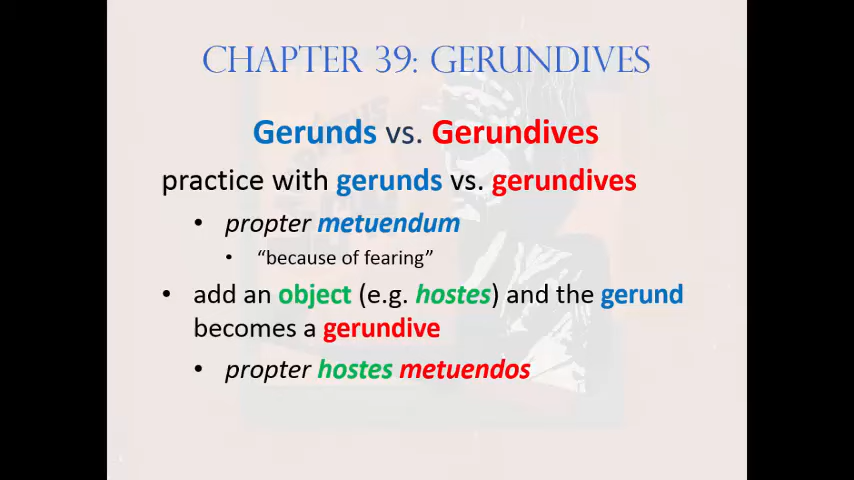 CHAPTER 39: GERUNDIVES
Gerunds vs. Gerundives
practice with gerunds vs. gerundives
• propter metuendum
• “because of fearing”
• add an object (e.g. hostes) and the gerund
becomes a gerundive
• propter hostes metuendos